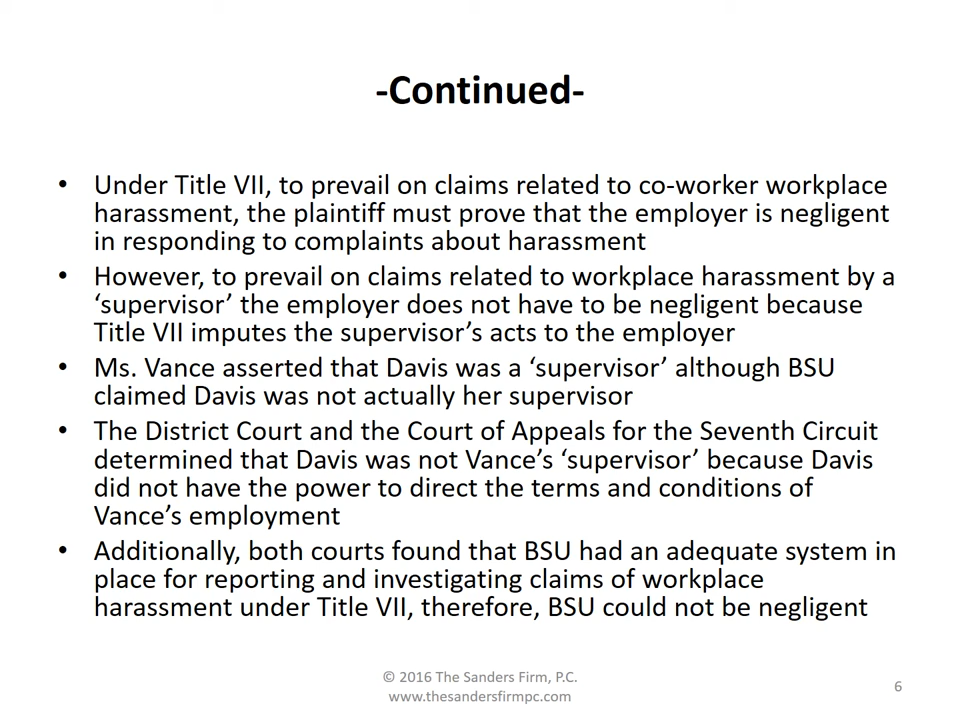 -Continued-
• Under Title VII, to prevail on claims related to co-worker workplace
harassment, the plaintiff must prove that the employer is negligent
in responding to complaints about harassment
• However, to prevail on claims related to workplace harassment by a
‘supervisor’ the employer does not have to be negligent because
Title VII imputes the supervisor’s acts to the employer
• Ms. Vance asserted that Davis was a ‘supervisor’ although BSU
claimed Davis was not actually her supervisor
• The District Court and the Court of Appeals for the Seventh Circuit
determined that Davis was not Vance’s ‘supervisor’ because Davis
did not have the power to direct the terms and conditions of
Vance’s employment
• Additionally, both courts found that BSU had an adequate system in
place for reporting and investigating claims of workplace
harassment under Title VII, therefore, BSU could not be negligent
© 2016 The Sanders Firm, P.C.
www.thesandersfirmpc.com
6